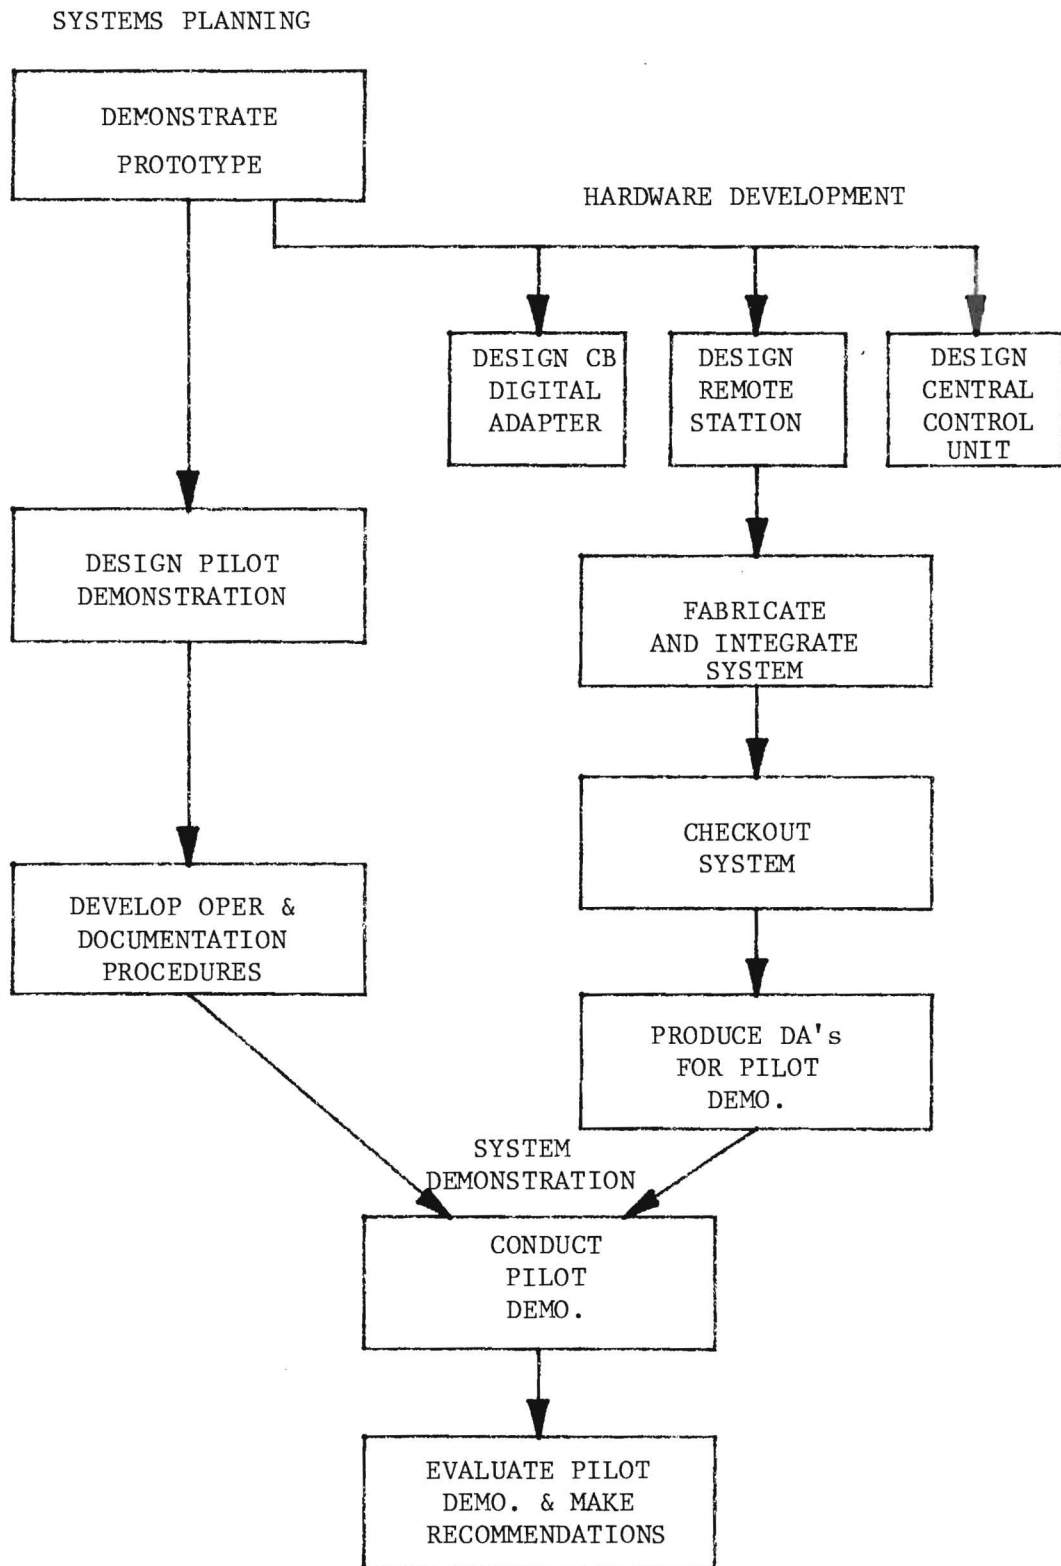 SYSTEMS PLANNING
DEMONSTRATE
PROTOTYPE
HARDWARE DEVELOPMENT
DESIGN CB
DIGITAL
ADAPTER
DESIGN
REMOTE
STATION
DESIGN
CENTRAL
CONTROL
UNIT
DESIGN PILOT
DEMONSTRATION
FABRICATE
AND INTEGRATE
SYSTEM
CHECKOUT
SYSTEM
DEVELOP OPER &
DOCUMENTATION
PROCEDURES
PRODUCE DA's
FOR PILOT
DEMO.
SYSTEM
DEMONSTRATION
CONDUCT
PILOT
DEMO.
EVALUATE PILOT
DEMO. & MAKE
RECOMMENDATIONS